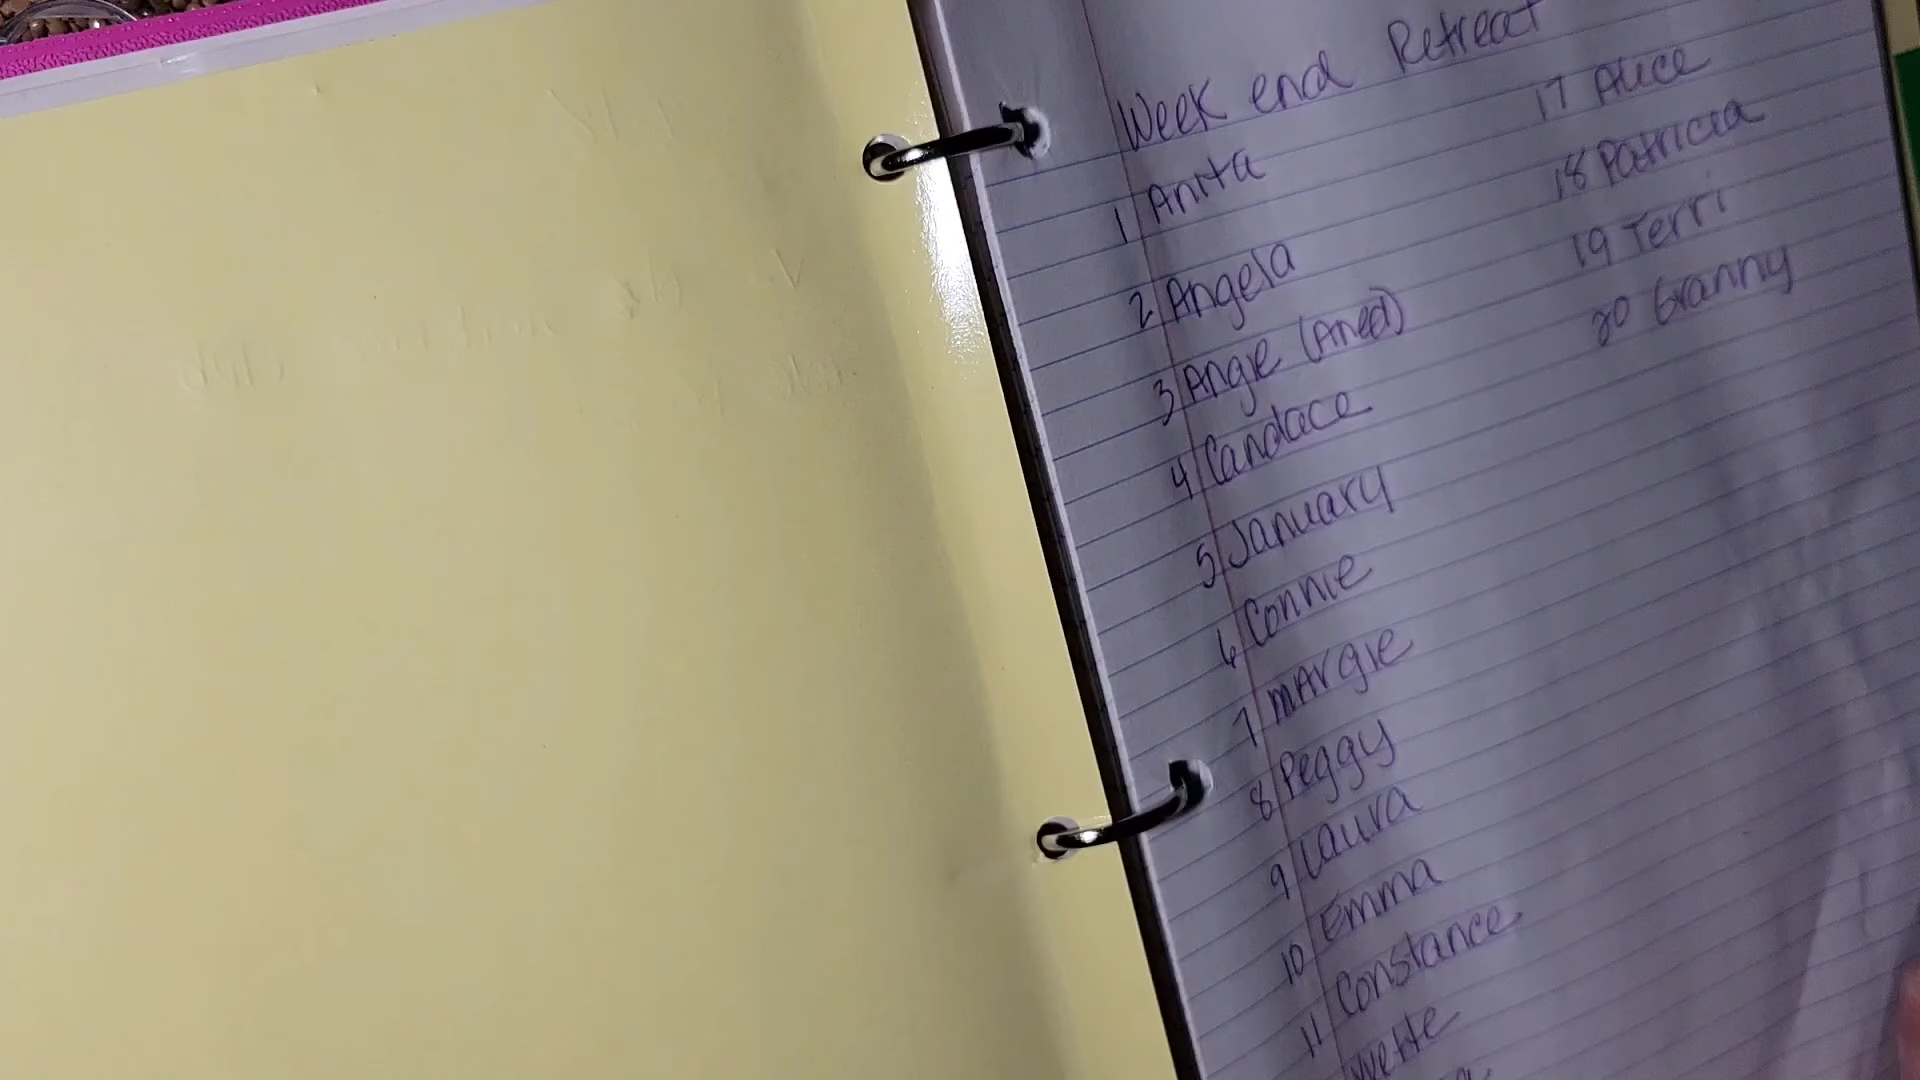 Week end Retreat
1 Anita
2 Angela
3 Angie (Aned)
4 Candace
5 January
6 Connie
7 Margie
8 Peggy
9 Laura
10 Emma
11 Constance
17 Alice
18 Patricia
19 Terri
20 Granny